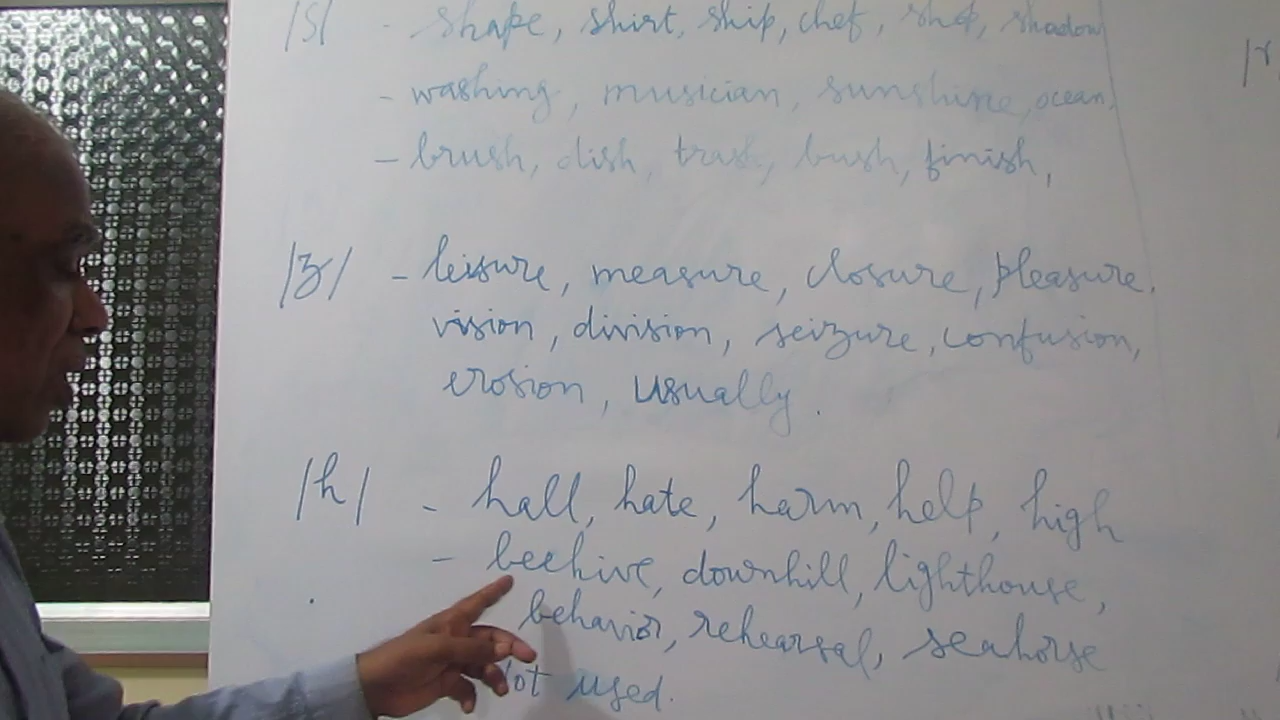 /ʃ/ - shape, shirt, ship, chef, shop, shadow
- washing, musician, sunshine, ocean,
- brush, dish, trash, bush, finish,
/ʒ/ - leisure, measure, closure, pleasure.
vision, division, seizure, confusion,
erosion, usually.
/h/ - hall, hate, harm, help, high
- beehive, downhill, lighthouse,
behavior, rehearsal, seahorse
used.